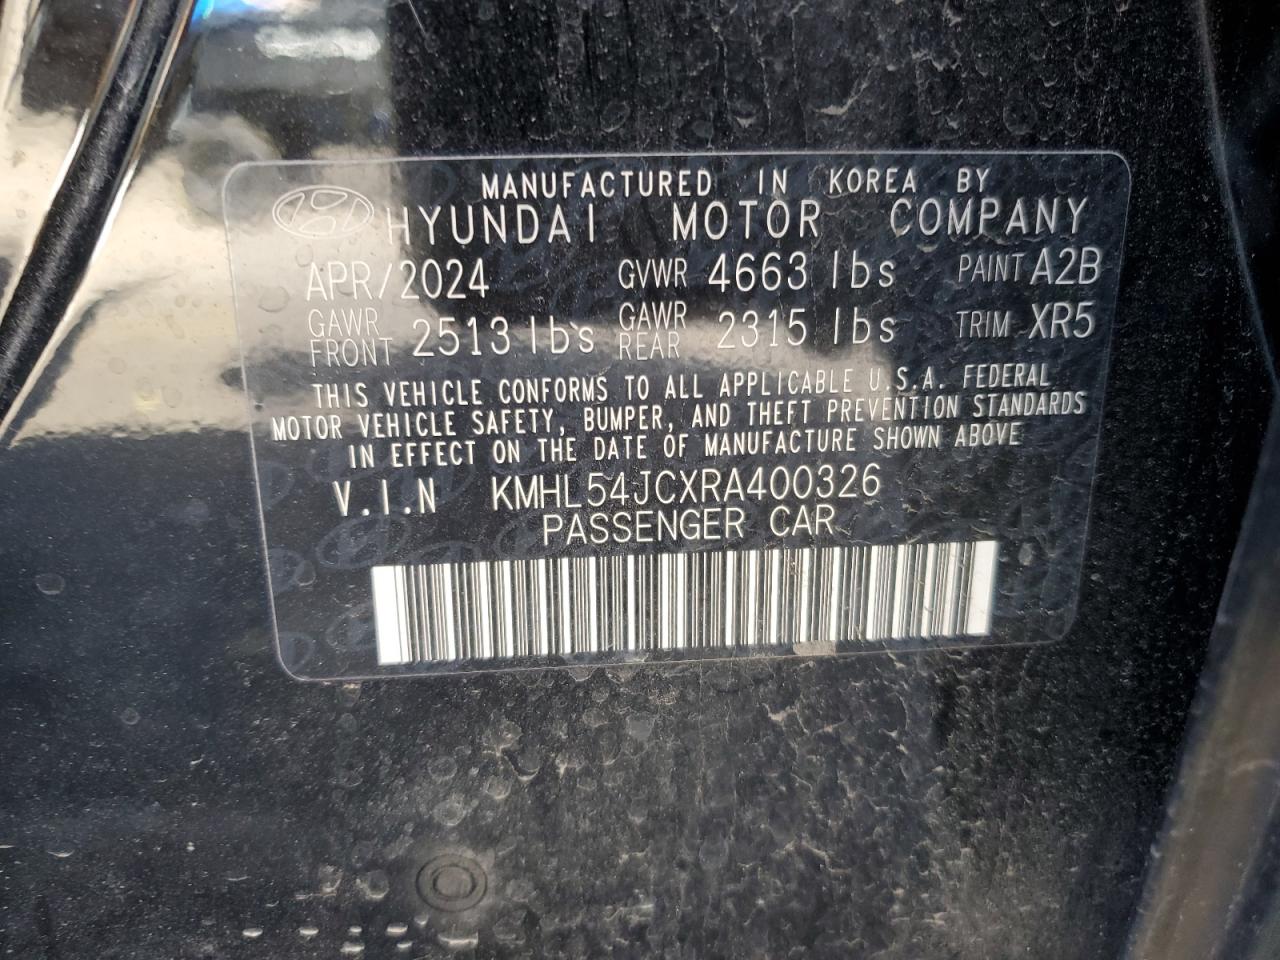 MANUFACTURED IN KOREA BY
HYUNDAI MOTOR COMPANY
APR/2024 GVWR 4663 lbs PAINT A2B
GAWR FRONT 2513 lbs GAWR REAR 2315 lbs TRIM XR5
THIS VEHICLE CONFORMS TO ALL APPLICABLE U.S.A. FEDERAL
MOTOR VEHICLE SAFETY, BUMPER, AND THEFT PREVENTION STANDARDS
IN EFFECT ON THE DATE OF MANUFACTURE SHOWN ABOVE
V.I.N KMHL54JCXRA400326
PASSENGER CAR